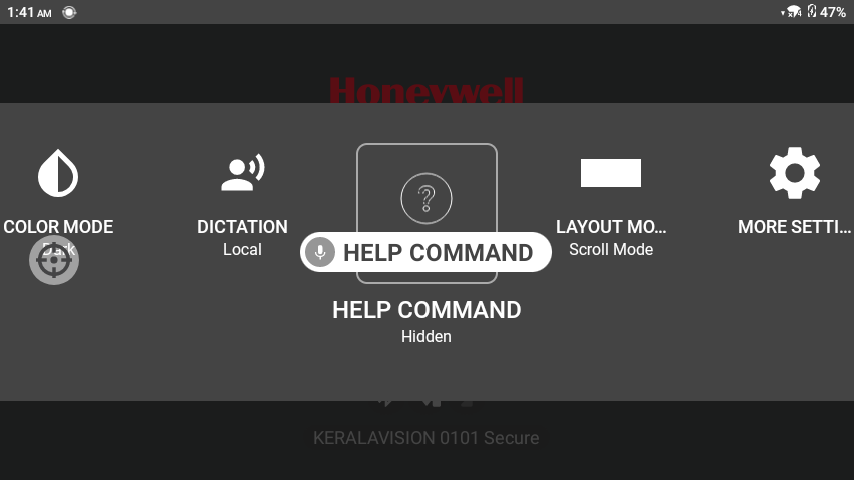 1:41 AM
47%
Honeywell
COLOR MODE
Dark
DICTATION
Local
HELP COMMAND
HELP COMMAND
Hidden
LAYOUT MO...
Scroll Mode
MORE SETTI...
KERALAVISION 0101 Secure